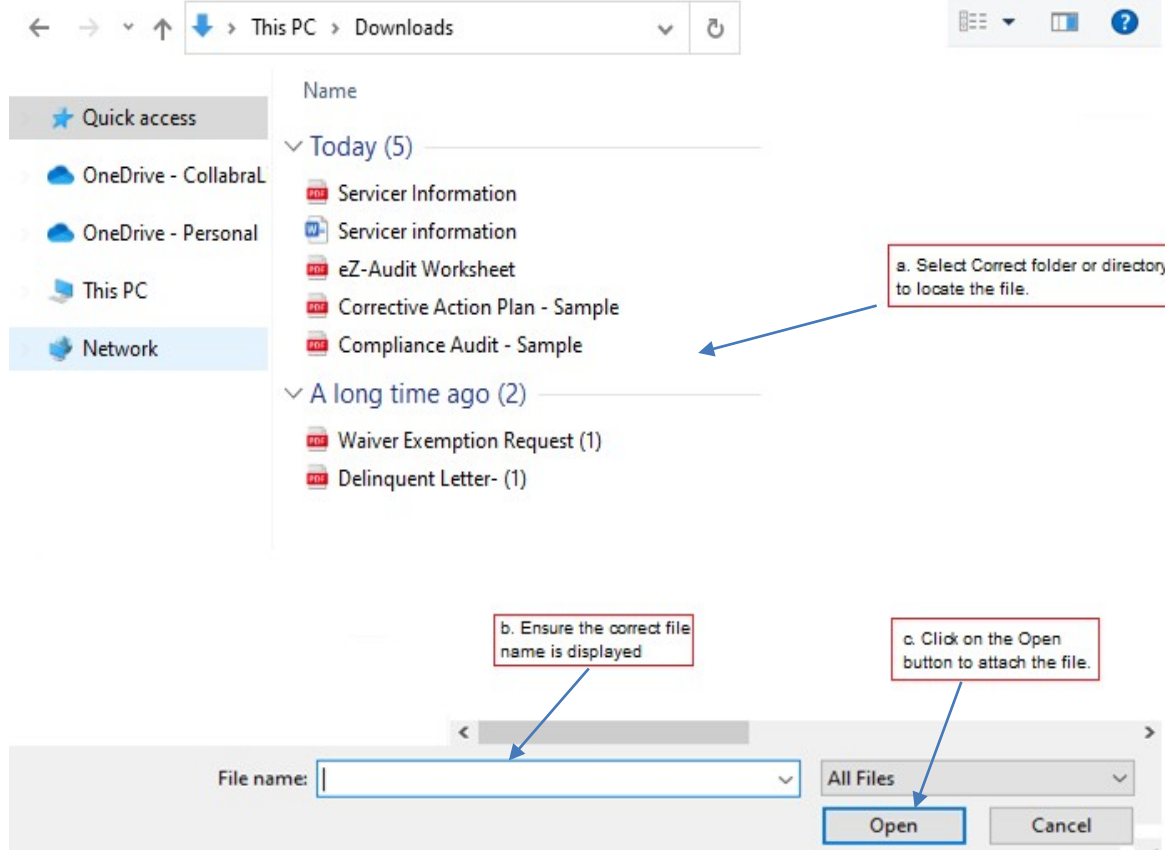 This PC > Downloads
Name
Quick access
OneDrive - CollabraL
OneDrive - Personal
This PC
Network
Today (5)
Servicer Information
Servicer information
eZ-Audit Worksheet
Corrective Action Plan - Sample
Compliance Audit - Sample
A long time ago (2)
Waiver Exemption Request (1)
Delinquent Letter- (1)
a. Select Correct folder or directory
to locate the file.
b. Ensure the correct file
name is displayed
c. Click on the Open
button to attach the file.
File name:
All Files
Open
Cancel